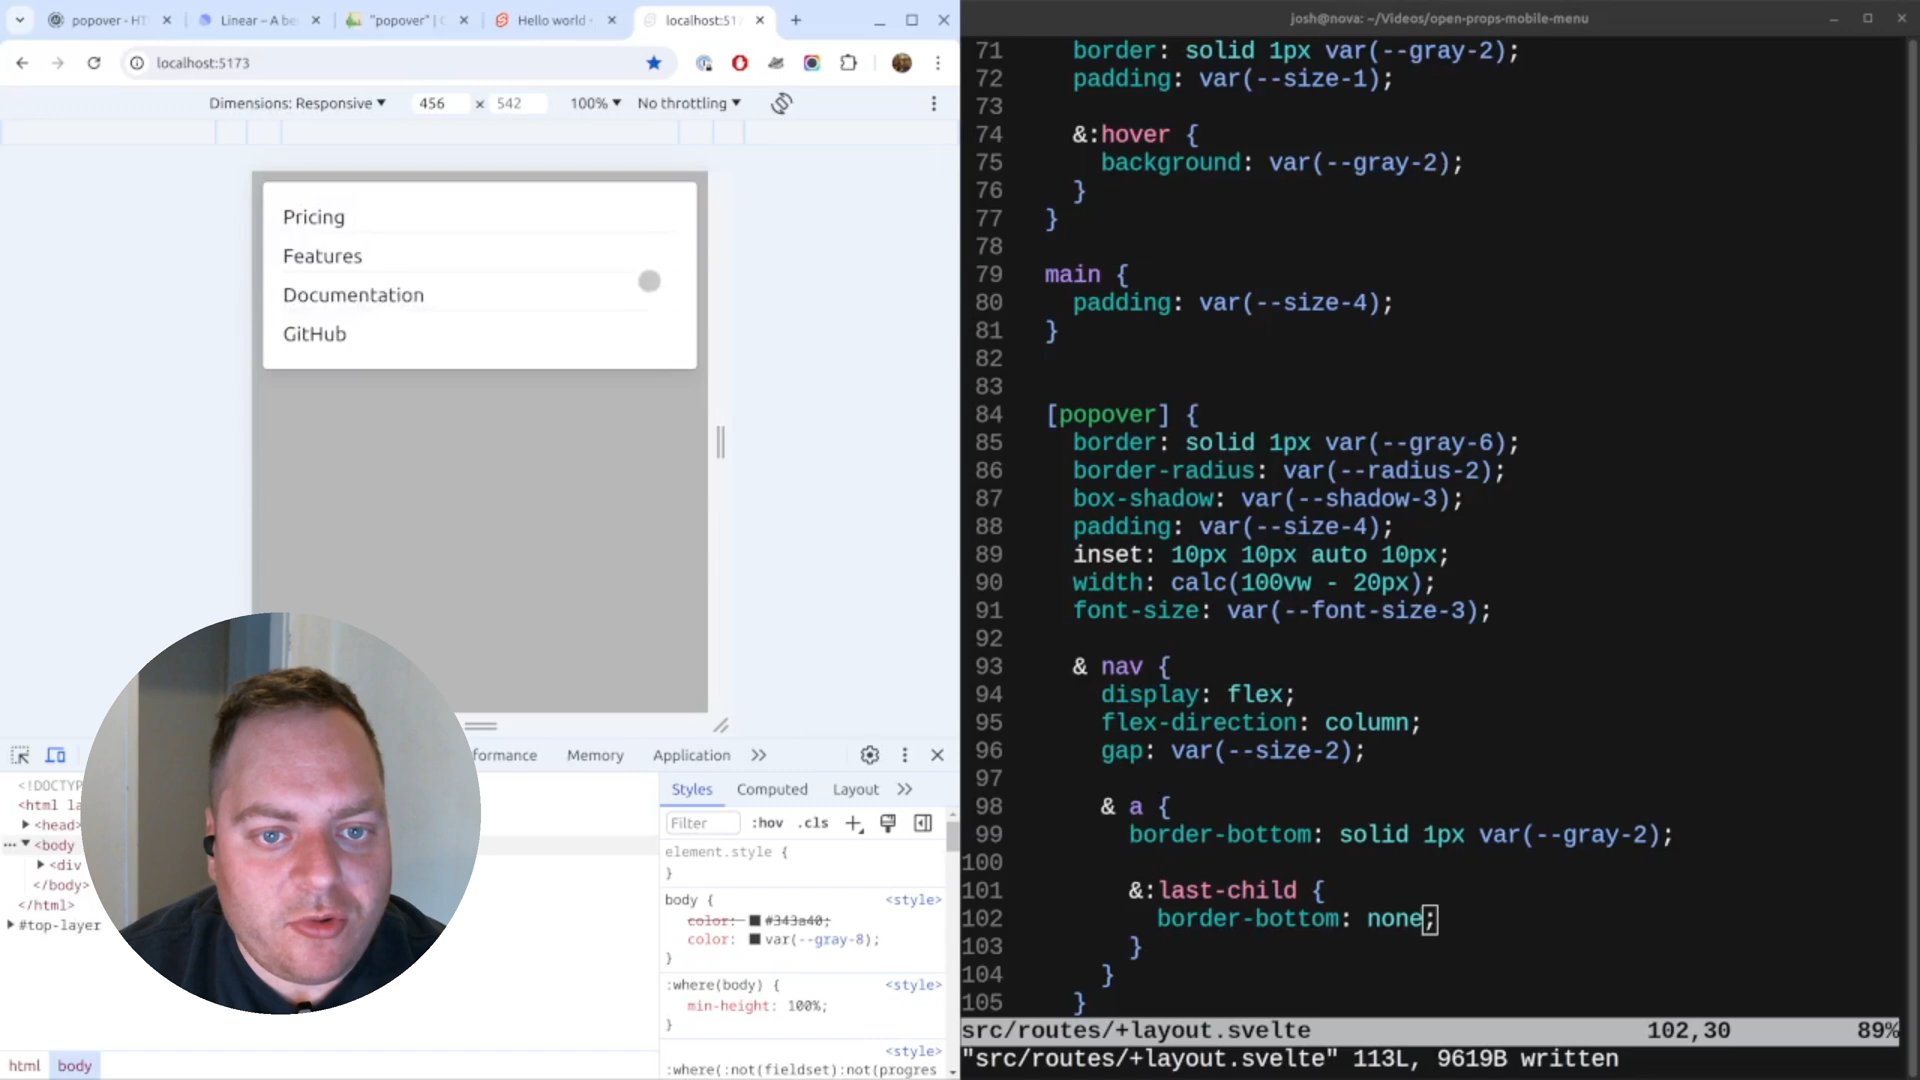 popover - HT
Linear – A be
"popover" | C
Hello world
localhost:517
localhost:5173
Dimensions: Responsive
456
×
542
100%
No throttling
Pricing
Features
Documentation
GitHub
formance
Memory
Application
<!DOCTYP
<html la
<head>
<body
<div
</body>
</html>
#top-layer
html
body
Styles
Computed
Layout
Filter
:hov
.cls
element.style {
}
body {
<style>
color: #343a40;
color: var(--gray-8);
}
:where(body) {
<style>
min-height: 100%;
}
<style>
:where(:not(fieldset):not(progres
josh@nova: ~/Videos/open-props-mobile-menu
71 border: solid 1px var(--gray-2);
72 padding: var(--size-1);
73
74 &:hover {
75 background: var(--gray-2);
76 }
77 }
78
79 main {
80 padding: var(--size-4);
81 }
82
83
84 [popover] {
85 border: solid 1px var(--gray-6);
86 border-radius: var(--radius-2);
87 box-shadow: var(--shadow-3);
88 padding: var(--size-4);
89 inset: 10px 10px auto 10px;
90 width: calc(100vw - 20px);
91 font-size: var(--font-size-3);
92
93 & nav {
94 display: flex;
95 flex-direction: column;
96 gap: var(--size-2);
97
98 & a {
99 border-bottom: solid 1px var(--gray-2);
100
101 &:last-child {
102 border-bottom: none;
103 }
104 }
105 }
src/routes/+layout.svelte 102,30 89%
"src/routes/+layout.svelte" 113L, 9619B written